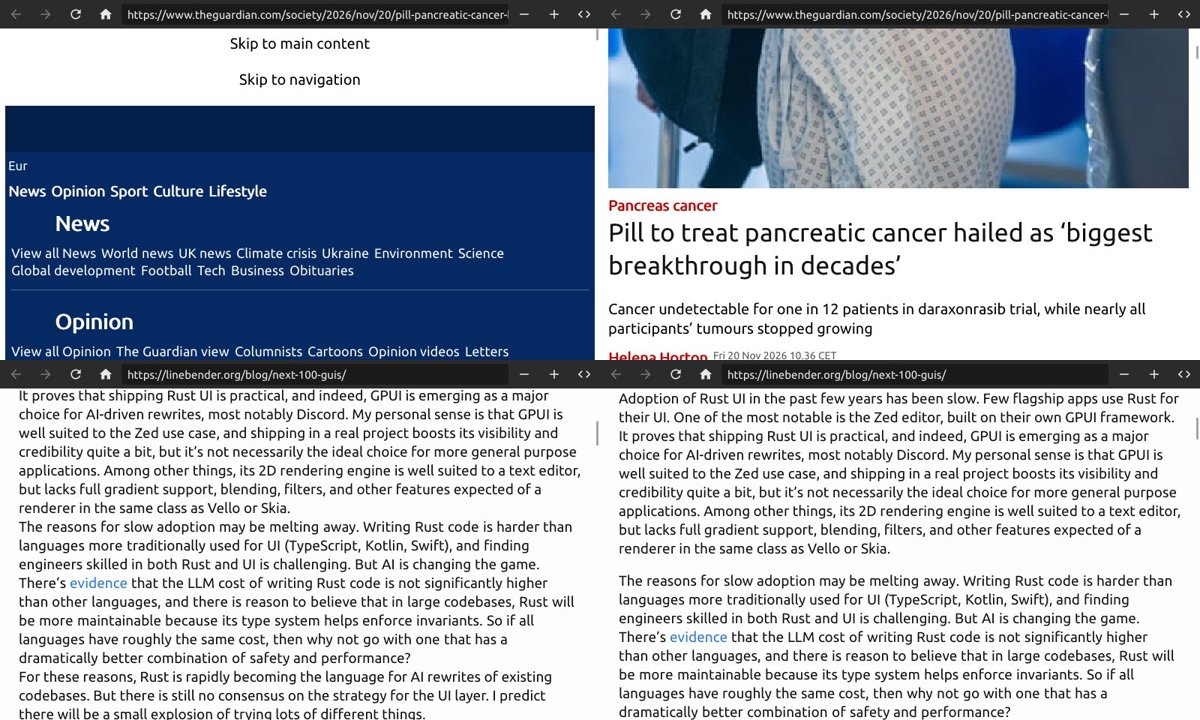 https://www.theguardian.com/society/2026/nov/20/pill-pancreatic-cancer-
Skip to main content
Skip to navigation
Eur
News Opinion Sport Culture Lifestyle
News
View all News World news UK news Climate crisis Ukraine Environment Science
Global development Football Tech Business Obituaries
Opinion
View all Opinion The Guardian view Columnists Cartoons Opinion videos Letters
https://www.theguardian.com/society/2026/nov/20/pill-pancreatic-cancer-
Pancreas cancer
Pill to treat pancreatic cancer hailed as ‘biggest
breakthrough in decades’
Cancer undetectable for one in 12 patients in daraxonrasib trial, while nearly all
participants’ tumours stopped growing
Helena Horton Fri 20 Nov 2026 10.36 CET
https://linebender.org/blog/next-100-guis/
It proves that shipping Rust UI is practical, and indeed, GPUI is emerging as a major
choice for AI-driven rewrites, most notably Discord. My personal sense is that GPUI is
well suited to the Zed use case, and shipping in a real project boosts its visibility and
credibility quite a bit, but it’s not necessarily the ideal choice for more general purpose
applications. Among other things, its 2D rendering engine is well suited to a text editor,
but lacks full gradient support, blending, filters, and other features expected of a
renderer in the same class as Vello or Skia.
The reasons for slow adoption may be melting away. Writing Rust code is harder than
languages more traditionally used for UI (TypeScript, Kotlin, Swift), and finding
engineers skilled in both Rust and UI is challenging. But AI is changing the game.
There’s evidence that the LLM cost of writing Rust code is not significantly higher
than other languages, and there is reason to believe that in large codebases, Rust will
be more maintainable because its type system helps enforce invariants. So if all
languages have roughly the same cost, then why not go with one that has a
dramatically better combination of safety and performance?
For these reasons, Rust is rapidly becoming the language for AI rewrites of existing
codebases. But there is still no consensus on the strategy for the UI layer. I predict
there will be a small explosion of trying lots of different things.
https://linebender.org/blog/next-100-guis/
Adoption of Rust UI in the past few years has been slow. Few flagship apps use Rust for
their UI. One of the most notable is the Zed editor, built on their own GPUI framework.
It proves that shipping Rust UI is practical, and indeed, GPUI is emerging as a major
choice for AI-driven rewrites, most notably Discord. My personal sense is that GPUI is
well suited to the Zed use case, and shipping in a real project boosts its visibility and
credibility quite a bit, but it’s not necessarily the ideal choice for more general purpose
applications. Among other things, its 2D rendering engine is well suited to a text editor,
but lacks full gradient support, blending, filters, and other features expected of a
renderer in the same class as Vello or Skia.
The reasons for slow adoption may be melting away. Writing Rust code is harder than
languages more traditionally used for UI (TypeScript, Kotlin, Swift), and finding
engineers skilled in both Rust and UI is challenging. But AI is changing the game.
There’s evidence that the LLM cost of writing Rust code is not significantly higher
than other languages, and there is reason to believe that in large codebases, Rust will
be more maintainable because its type system helps enforce invariants. So if all
languages have roughly the same cost, then why not go with one that has a
dramatically better combination of safety and performance?